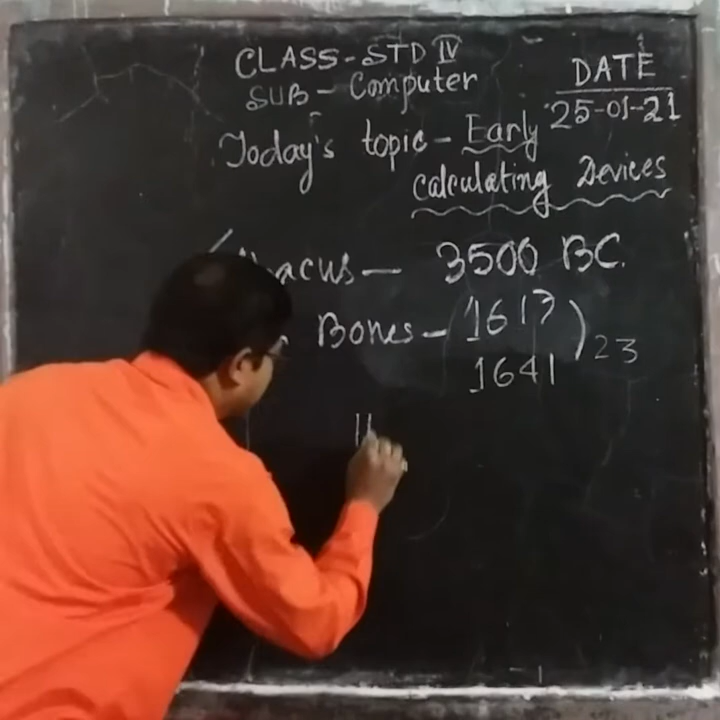 CLASS-STD IV
SUB - Computer
DATE
25-01-21
Today's topic - Early
calculating Devices
acus - 3500 BC.
Bones - (1617
1641) 23
11